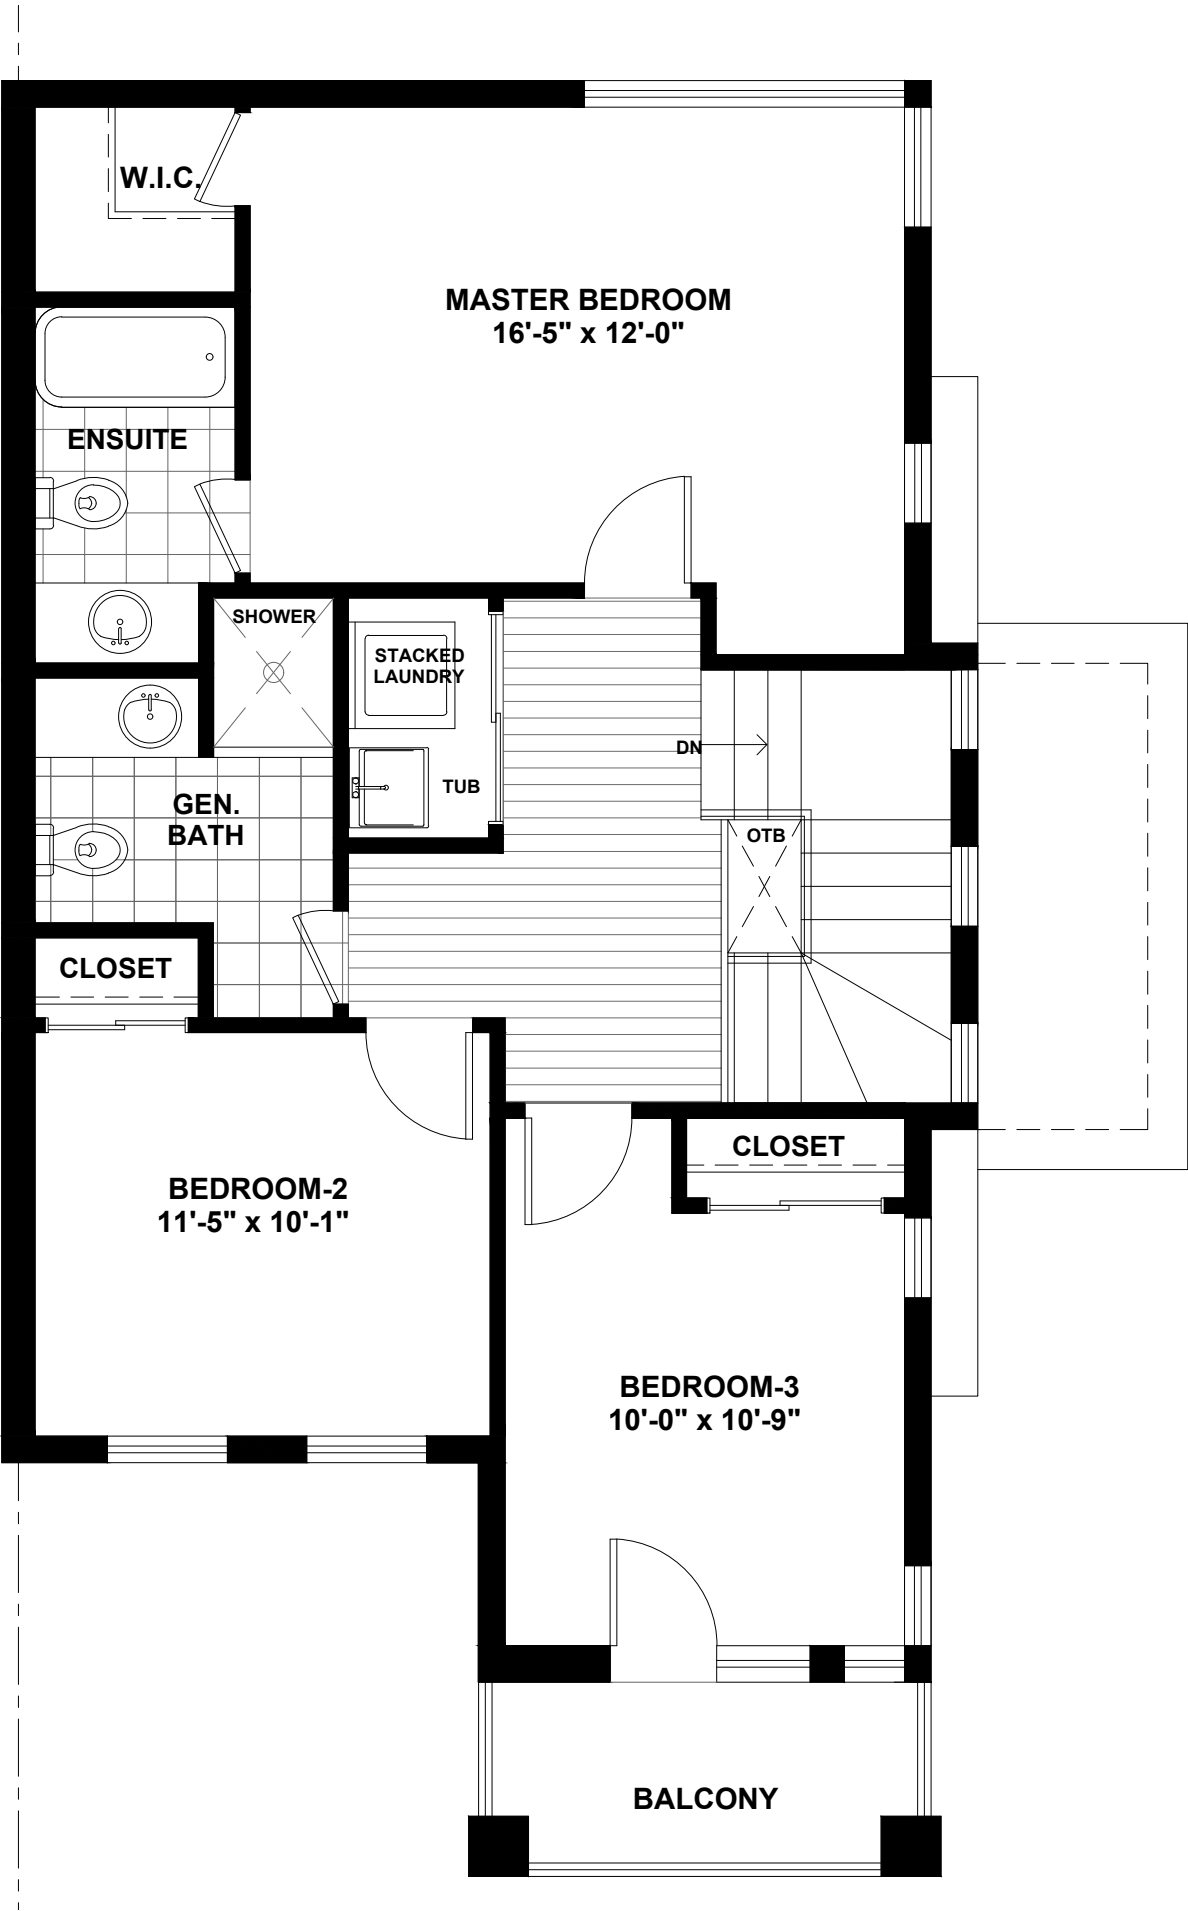 W.I.C.
MASTER BEDROOM
16'-5" x 12'-0"
ENSUITE
SHOWER
STACKED
LAUNDRY
DN
TUB
GEN.
BATH
OTB
CLOSET
CLOSET
BEDROOM-2
11'-5" x 10'-1"
BEDROOM-3
10'-0" x 10'-9"
BALCONY